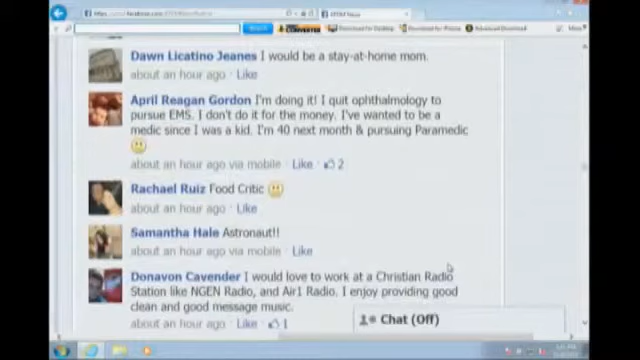 Dawn Licatino Jeanes I would be a stay-at-home mom.
about an hour ago · Like
April Reagan Gordon I'm doing it! I quit ophthalmology to
pursue EMS. I don't do it for the money. I've wanted to be a
medic since I was a kid. I'm 40 next month & pursuing Paramedic
about an hour ago via mobile · Like · 2
Rachael Ruiz Food Critic
about an hour ago · Like
Samantha Hale Astronaut!!
about an hour ago via mobile · Like
Donavon Cavender I would love to work at a Christian Radio
Station like NGEN Radio, and Air1 Radio. I enjoy providing good
clean and good message music.
about an hour ago · Like · 1
Chat (Off)